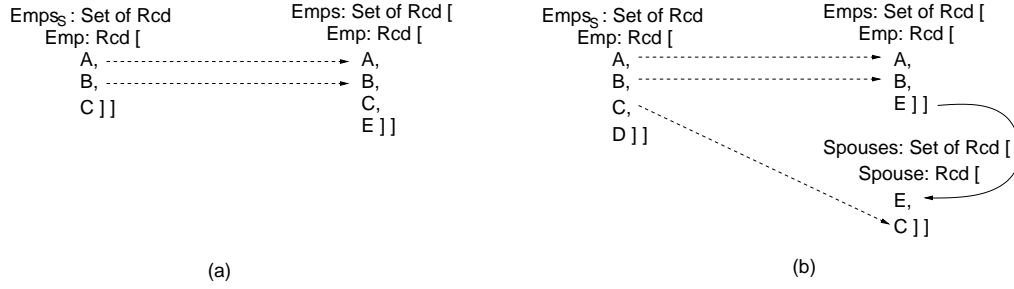 Emps_S : Set of Rcd
Emp: Rcd [
A,
B,
C ] ]
Emps: Set of Rcd [
Emp: Rcd [
A,
B,
C,
E ] ]
(a)
Emps_S : Set of Rcd
Emp: Rcd [
A,
B,
C,
D ] ]
Emps: Set of Rcd [
Emp: Rcd [
A,
B,
E ] ]
Spouses: Set of Rcd [
Spouse: Rcd [
E,
C ] ]
(b)